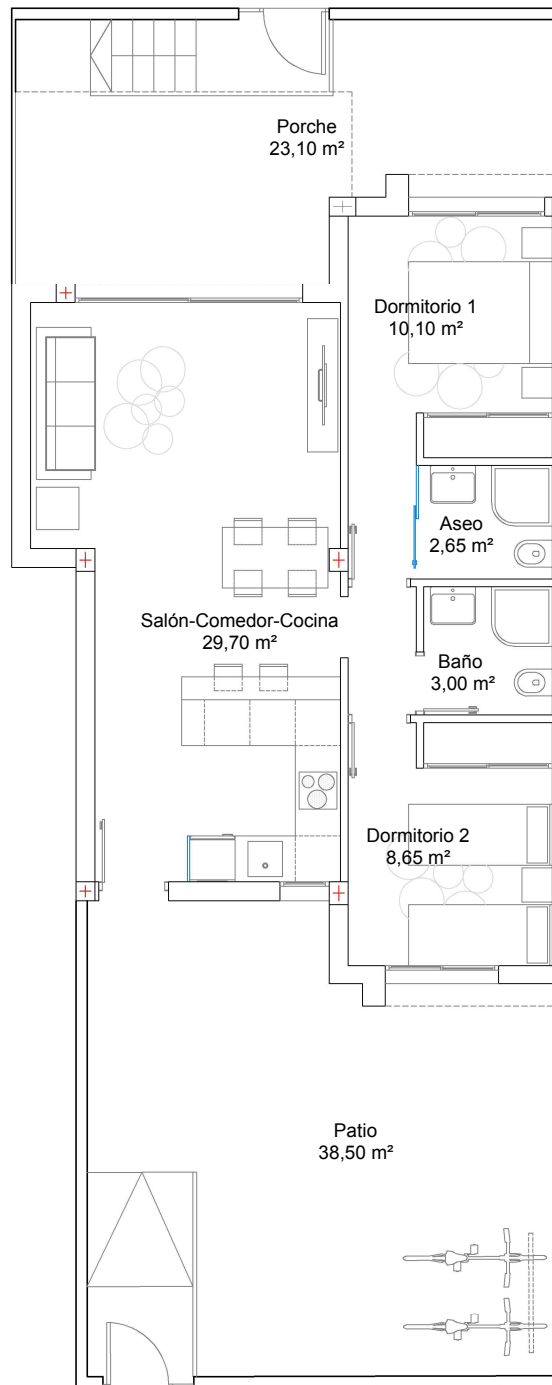 Porche
23,10 m²
Dormitorio 1
10,10 m²
Aseo
2,65 m²
Salón-Comedor-Cocina
29,70 m²
Baño
3,00 m²
Dormitorio 2
8,65 m²
Patio
38,50 m²